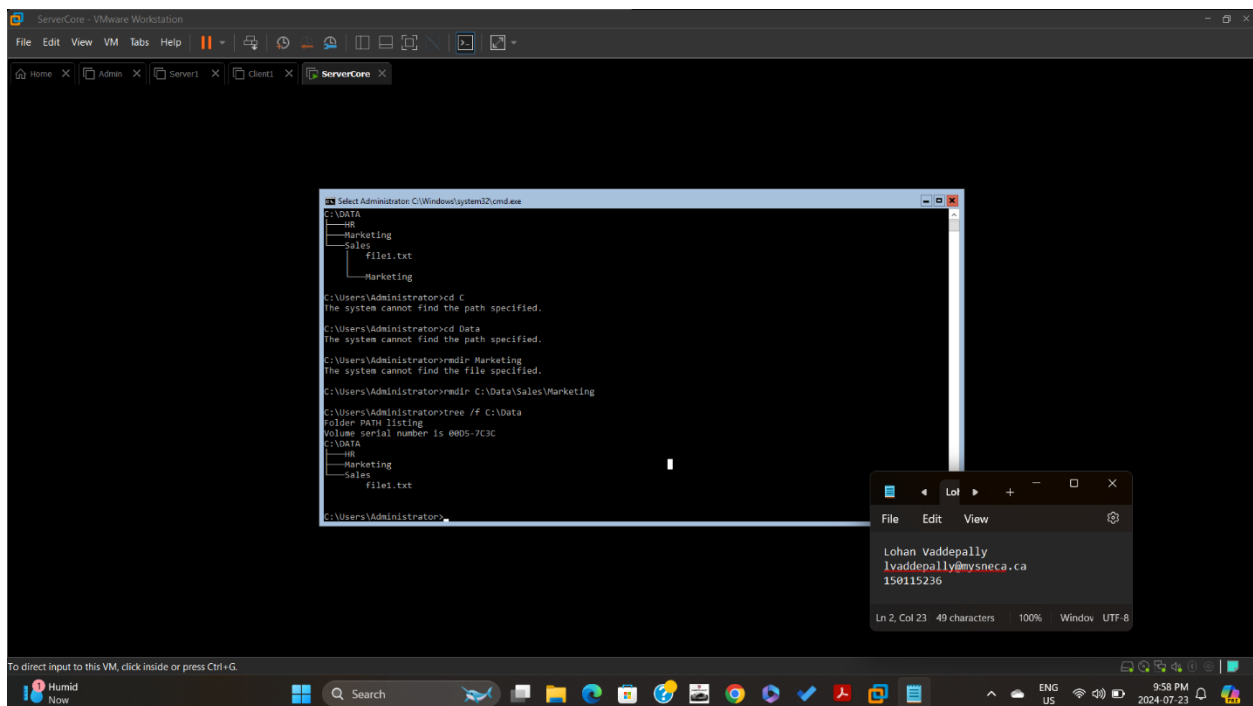 ServerCore - VMware Workstation
File Edit View VM Tabs Help
Home Admin Server1 Client1 ServerCore
Select Administrator: C:\Windows\system32\cmd.exe
C:\DATA
├───HR
├───Marketing
└───Sales
    │   file1.txt
    │
    └───Marketing
C:\Users\Administrator>cd C
The system cannot find the path specified.
C:\Users\Administrator>cd Data
The system cannot find the path specified.
C:\Users\Administrator>rmdir Marketing
The system cannot find the file specified.
C:\Users\Administrator>rmdir C:\Data\Sales\Marketing
C:\Users\Administrator>tree /f C:\Data
Folder PATH listing
Volume serial number is 00D5-7C3C
C:\DATA
├───HR
├───Marketing
└───Sales
        file1.txt
C:\Users\Administrator>
Loh
File Edit View
Lohan Vaddepally
lvaddepally@mysneca.ca
150115236
Ln 2, Col 23 49 characters 100% Windov UTF-8
To direct input to this VM, click inside or press Ctrl+G.
1
Humid
Now
Search
ENG
US
9:58 PM
2024-07-23